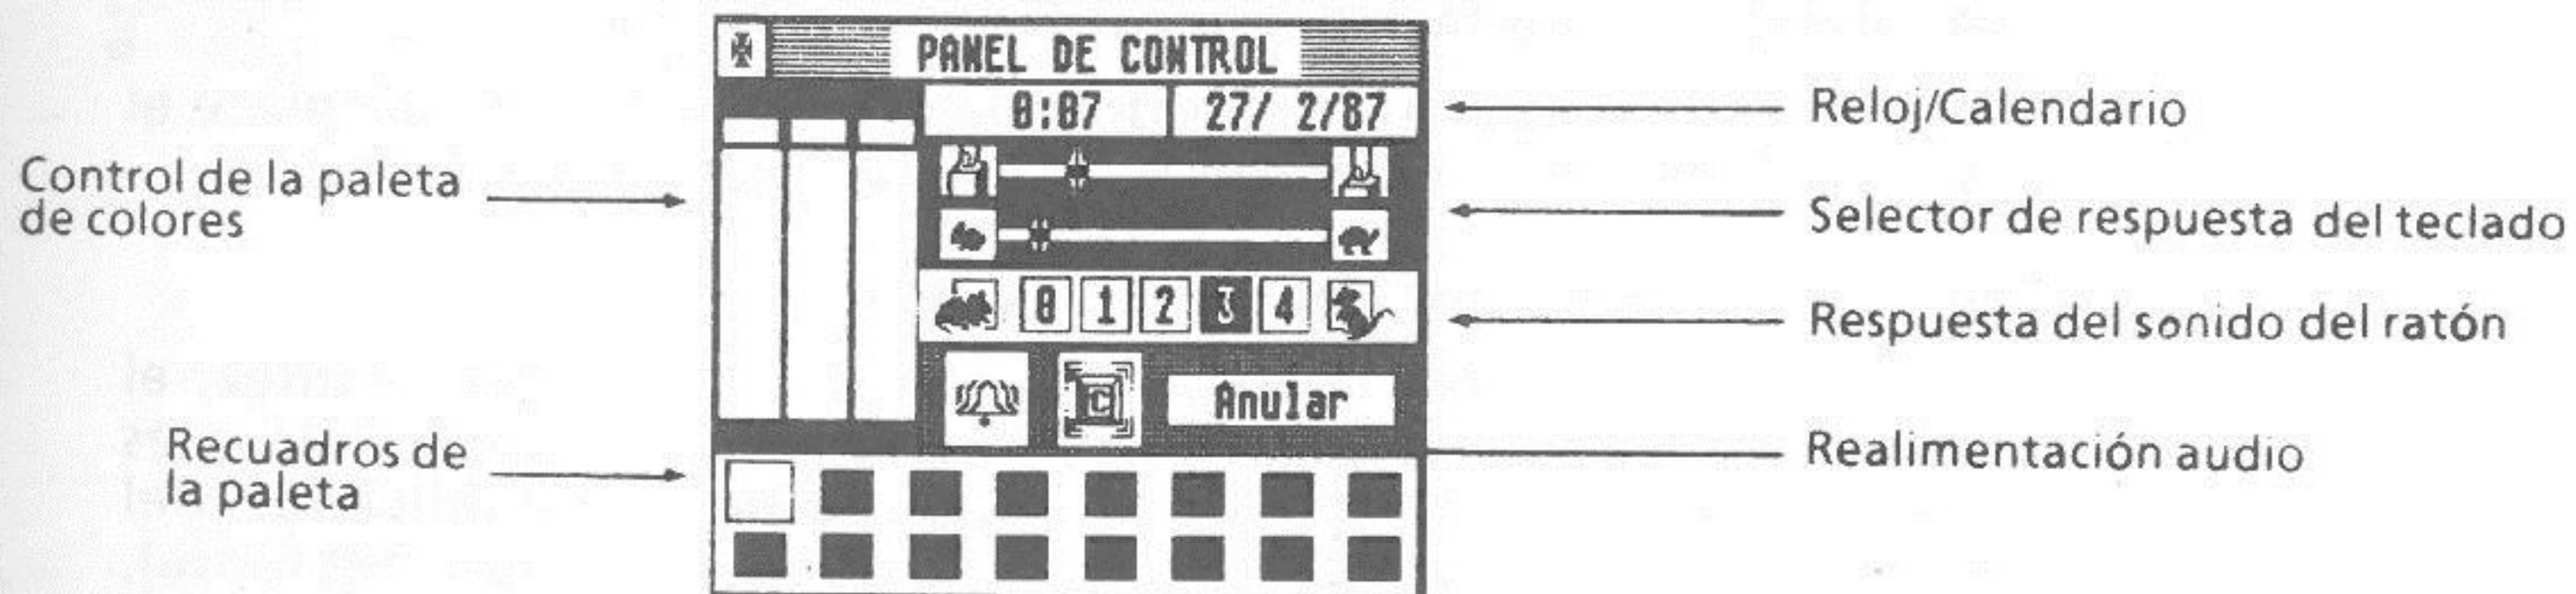 PANEL DE CONTROL
0:07 27/ 2/87
Reloj/Calendario
Control de la paleta
de colores
Selector de respuesta del teclado
0 1 2 3 4
Respuesta del sonido del ratón
C
Anular
Recuadros de
la paleta
Realimentación audio